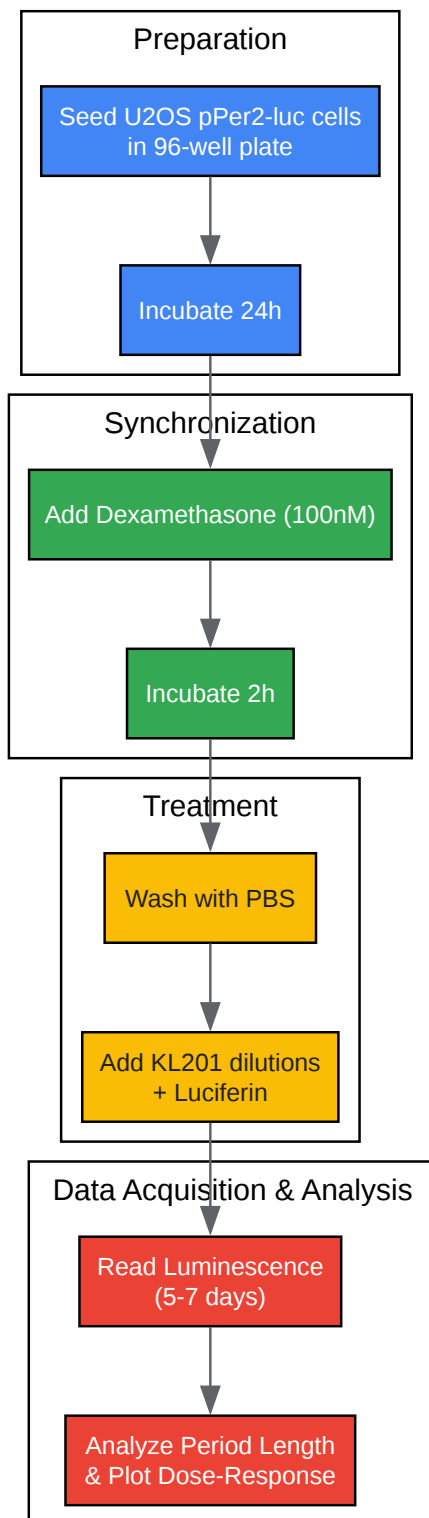 Preparation
Seed U2OS pPer2-luc cells
in 96-well plate
Incubate 24h
Synchronization
Add Dexamethasone (100nM)
Incubate 2h
Treatment
Wash with PBS
Add KL201 dilutions
+ Luciferin
Data Acquisition & Analysis
Read Luminescence
(5-7 days)
Analyze Period Length
& Plot Dose-Response